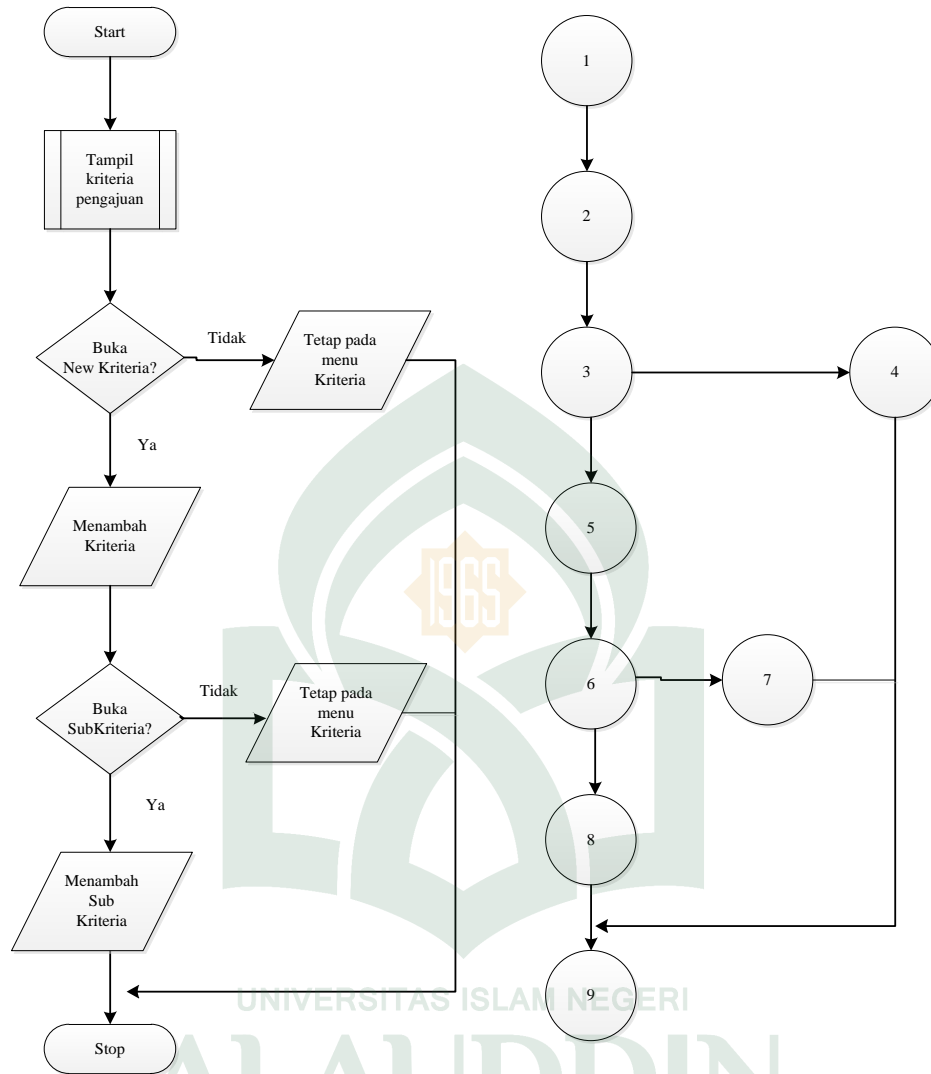 Start
Tampil
kriteria
pengajuan
Buka
New Kriteria?
Tidak
Tetap pada
menu
Kriteria
Ya
Menambah
Kriteria
Buka
SubKriteria?
Tidak
Tetap pada
menu
Kriteria
Ya
Menambah
Sub
Kriteria
Stop
1
2
3
4
5
6
7
8
9
1965
UNIVERSITAS ISLAM NEGERI
ALAUDDIN